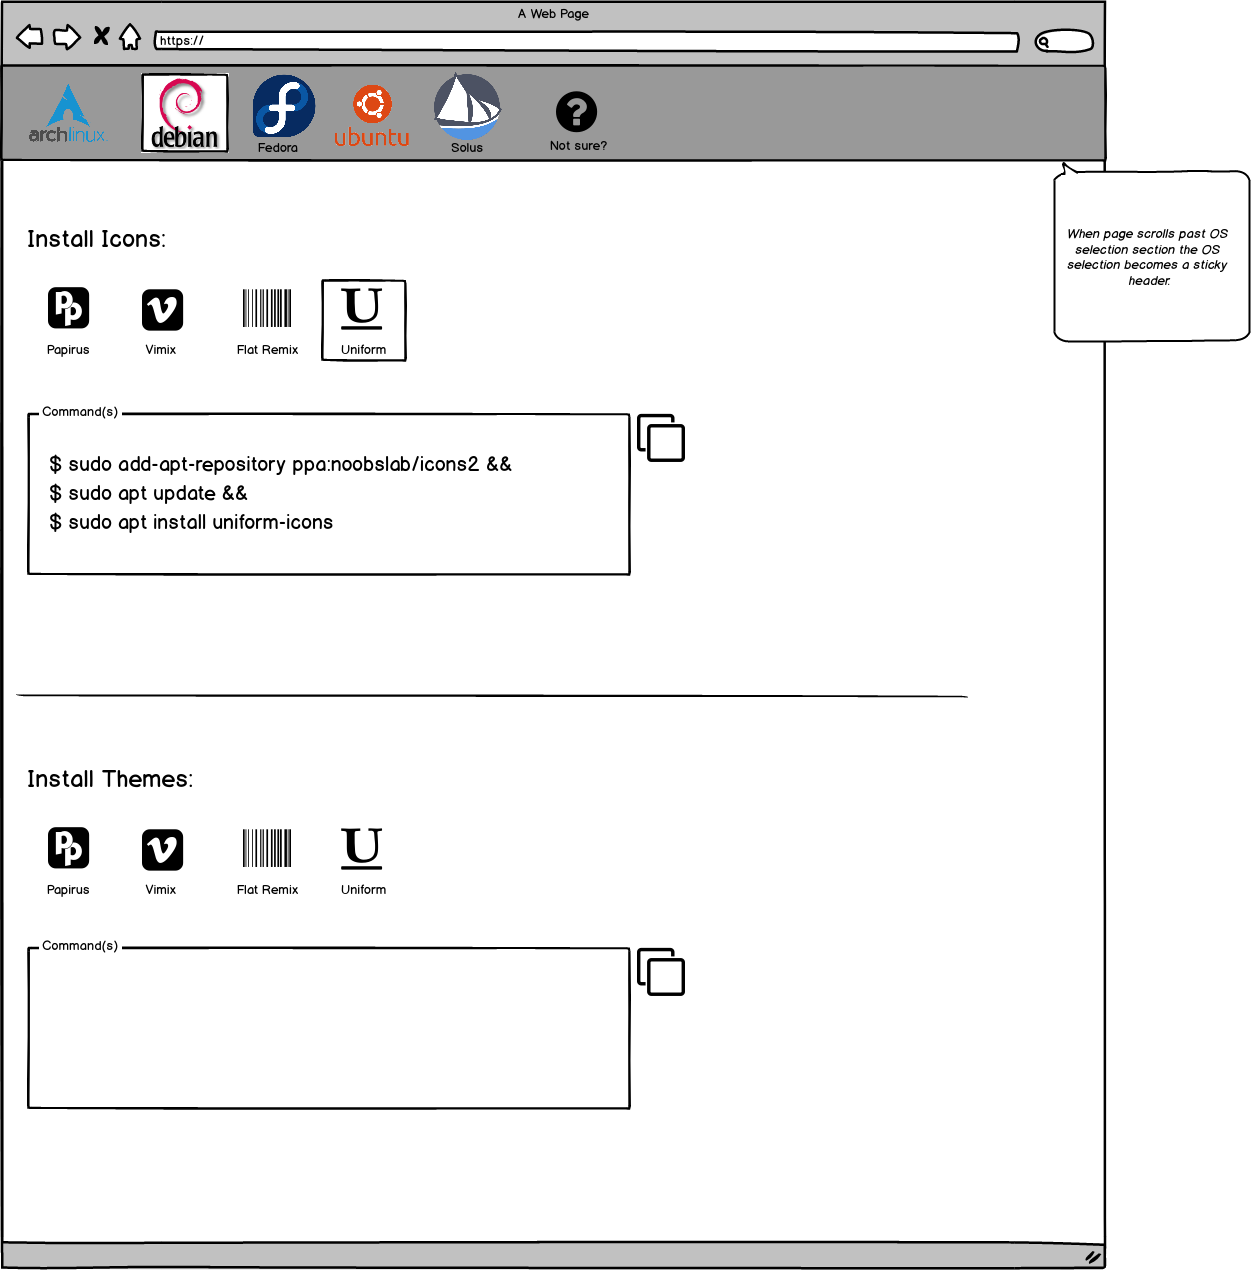 A Web Page
https://
archlinux
debian
Fedora
ubuntu
Solus
Not sure?
When page scrolls past OS
selection section the OS
selection becomes a sticky
header.
Install Icons:
Papirus
Vimix
Flat Remix
U
Uniform
Command(s)
$ sudo add-apt-repository ppa:noobslab/icons2 &&
$ sudo apt update &&
$ sudo apt install uniform-icons
Install Themes:
Papirus
Vimix
Flat Remix
U
Uniform
Command(s)